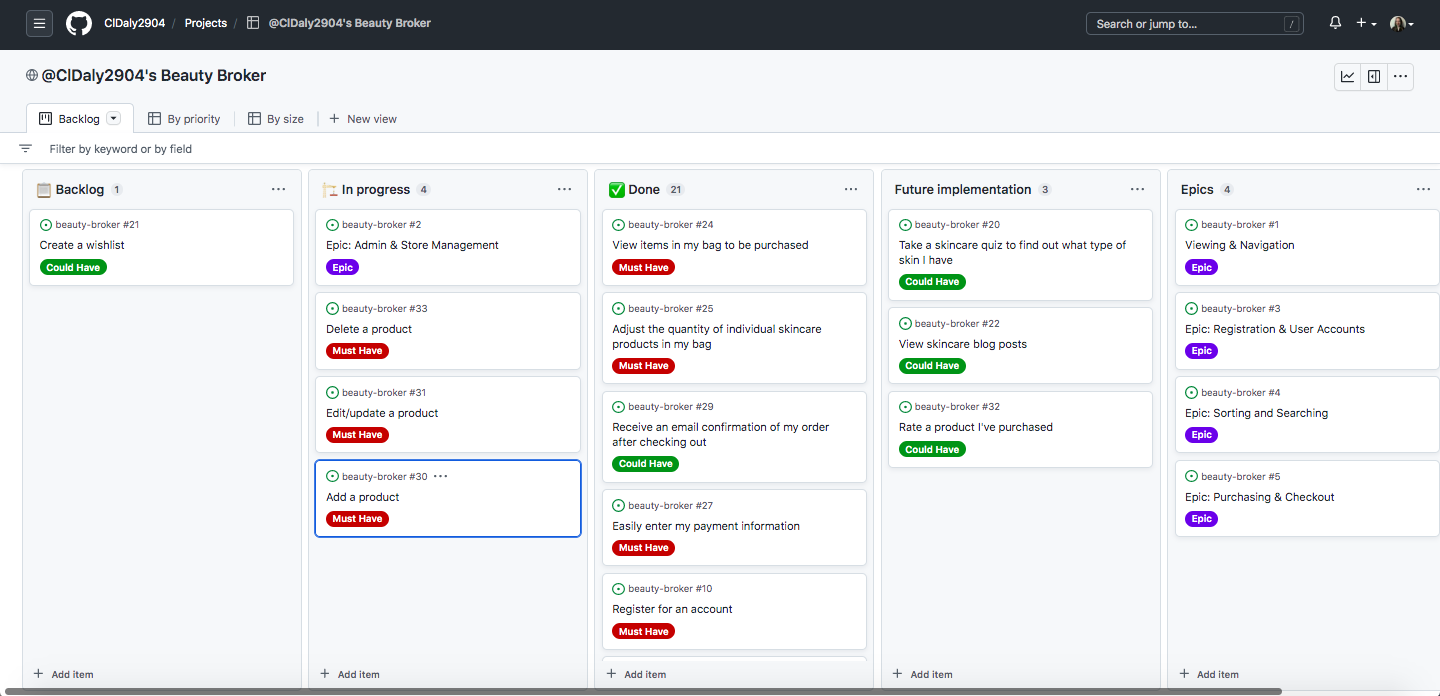 ClDaly2904 / Projects / @ClDaly2904's Beauty Broker
Search or jump to... /
@ClDaly2904's Beauty Broker
Backlog
By priority
By size
+ New view
Filter by keyword or by field
Backlog 1
beauty-broker #21
Create a wishlist
Could Have
+ Add item
In progress 4
beauty-broker #2
Epic: Admin & Store Management
Epic
beauty-broker #33
Delete a product
Must Have
beauty-broker #31
Edit/update a product
Must Have
beauty-broker #30 ...
Add a product
Must Have
+ Add item
Done 21
beauty-broker #24
View items in my bag to be purchased
Must Have
beauty-broker #25
Adjust the quantity of individual skincare
products in my bag
Must Have
beauty-broker #29
Receive an email confirmation of my order
after checking out
Could Have
beauty-broker #27
Easily enter my payment information
Must Have
beauty-broker #10
Register for an account
Must Have
+ Add item
Future implementation 3
beauty-broker #20
Take a skincare quiz to find out what type of
skin I have
Could Have
beauty-broker #22
View skincare blog posts
Could Have
beauty-broker #32
Rate a product I've purchased
Could Have
+ Add item
Epics 4
beauty-broker #1
Viewing & Navigation
Epic
beauty-broker #3
Epic: Registration & User Accounts
Epic
beauty-broker #4
Epic: Sorting and Searching
Epic
beauty-broker #5
Epic: Purchasing & Checkout
Epic
+ Add item